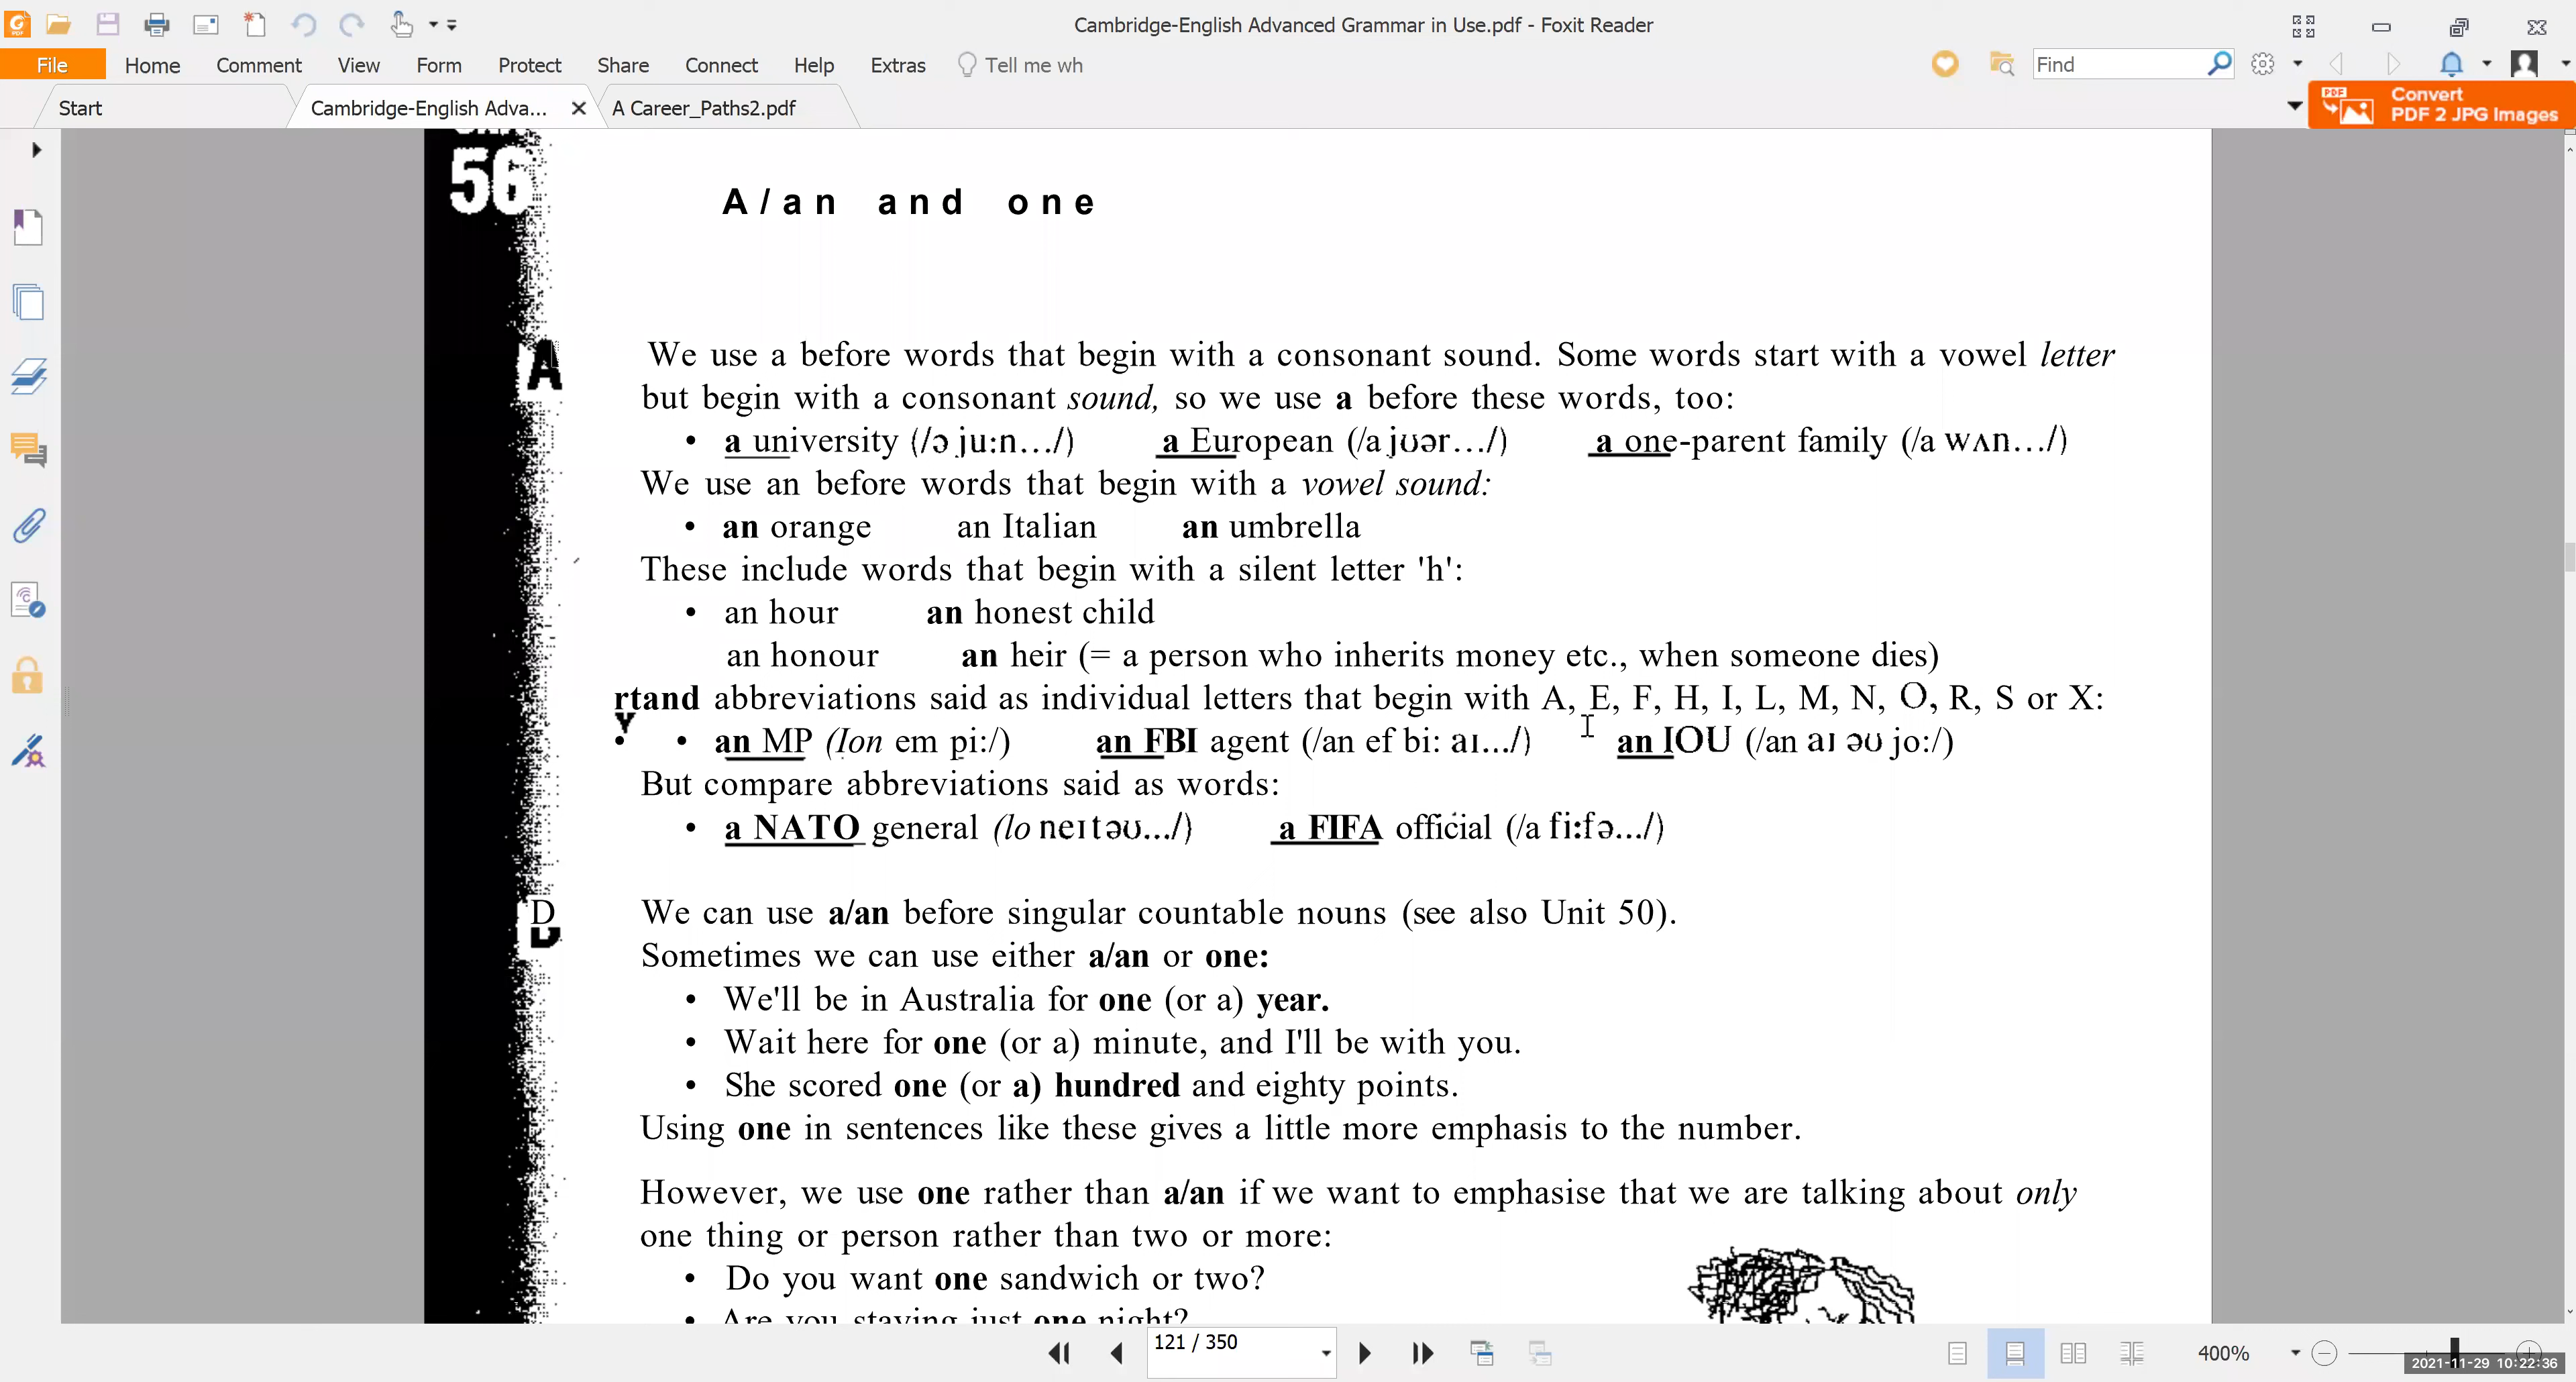 Cambridge-English Advanced Grammar in Use.pdf - Foxit Reader
File Home Comment View Form Protect Share Connect Help Extras Tell me wh
Find
Start Cambridge-English Adva... A Career_Paths2.pdf
PDF Convert
PDF 2 JPG Images
56
A/an and one
A
We use a before words that begin with a consonant sound. Some words start with a vowel letter
but begin with a consonant sound, so we use a before these words, too:
• a university (/ə juːn.../) a European (/a jʊər.../) a one-parent family (/a wʌn.../)
We use an before words that begin with a vowel sound:
• an orange an Italian an umbrella
These include words that begin with a silent letter 'h':
• an hour an honest child
an honour an heir (= a person who inherits money etc., when someone dies)
rtand abbreviations said as individual letters that begin with A, E, F, H, I, L, M, N, O, R, S or X:
Y
• • an MP (Ion em pi:/) an FBI agent (/an ef bi: aɪ.../) an IOU (/an aɪ əʊ jo:/)
But compare abbreviations said as words:
• a NATO general (lo neɪtəʊ.../) a FIFA official (/a fiːfə.../)
D
We can use a/an before singular countable nouns (see also Unit 50).
Sometimes we can use either a/an or one:
• We'll be in Australia for one (or a) year.
• Wait here for one (or a) minute, and I'll be with you.
• She scored one (or a) hundred and eighty points.
Using one in sentences like these gives a little more emphasis to the number.
However, we use one rather than a/an if we want to emphasise that we are talking about only
one thing or person rather than two or more:
• Do you want one sandwich or two?
• Are you staying just one night?
121 / 350
400%
2021-11-29 10:22:36